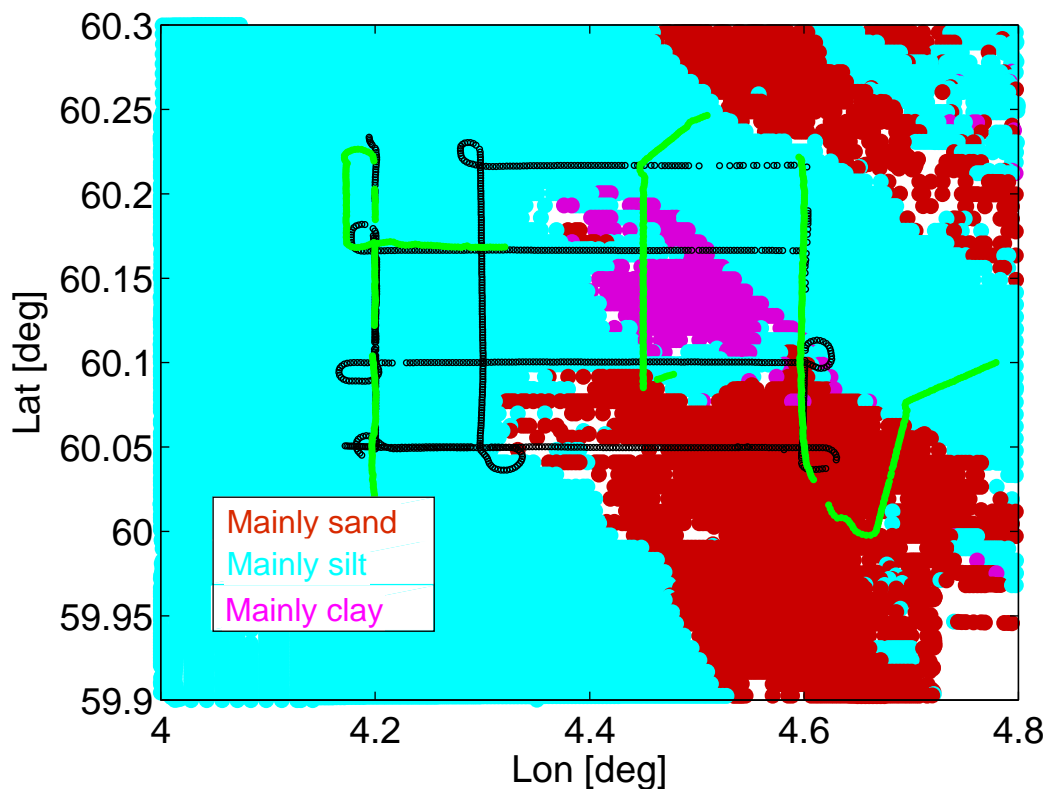 60.3
60.25
60.2
60.15
60.1
60.05
60
59.95
59.9
Lat [deg]
Mainly sand
Mainly silt
Mainly clay
4 4.2 4.4 4.6 4.8
Lon [deg]